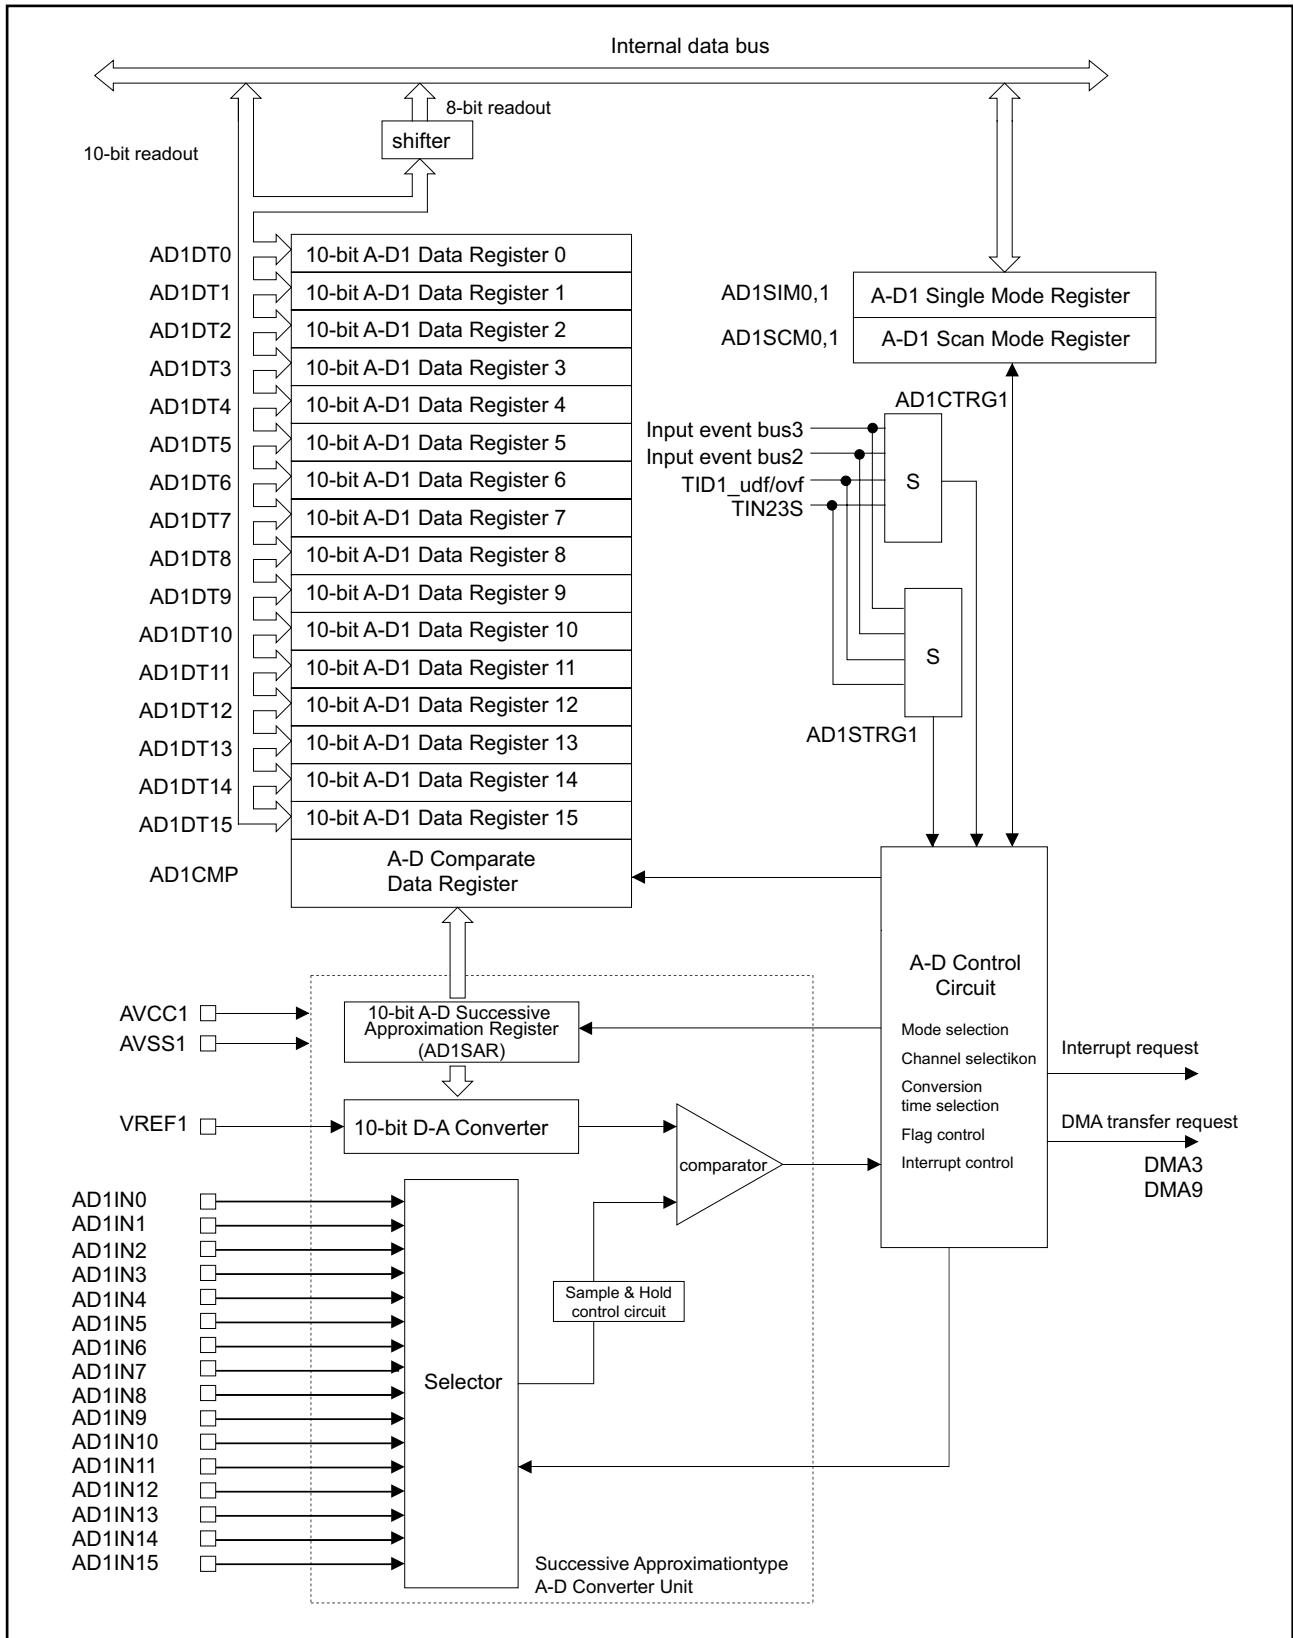 Internal data bus
8-bit readout
shifter
10-bit readout
AD1DT0
10-bit A-D1 Data Register 0
AD1DT1
10-bit A-D1 Data Register 1
AD1DT2
10-bit A-D1 Data Register 2
AD1DT3
10-bit A-D1 Data Register 3
AD1DT4
10-bit A-D1 Data Register 4
AD1DT5
10-bit A-D1 Data Register 5
AD1DT6
10-bit A-D1 Data Register 6
AD1DT7
10-bit A-D1 Data Register 7
AD1DT8
10-bit A-D1 Data Register 8
AD1DT9
10-bit A-D1 Data Register 9
AD1DT10
10-bit A-D1 Data Register 10
AD1DT11
10-bit A-D1 Data Register 11
AD1DT12
10-bit A-D1 Data Register 12
AD1DT13
10-bit A-D1 Data Register 13
AD1DT14
10-bit A-D1 Data Register 14
AD1DT15
10-bit A-D1 Data Register 15
AD1CMP
A-D Comparate
Data Register
AD1SIM0,1
A-D1 Single Mode Register
AD1SCM0,1
A-D1 Scan Mode Register
AD1CTRG1
Input event bus3
Input event bus2
TID1_udf/ovf
TIN23S
S
S
AD1STRG1
A-D Control
Circuit
Mode selection
Channel selectikon
Conversion
time selection
Flag control
Interrupt control
Interrupt request
DMA transfer request
DMA3
DMA9
AVCC1
AVSS1
10-bit A-D Successive
Approximation Register
(AD1SAR)
VREF1
10-bit D-A Converter
comparator
AD1IN0
AD1IN1
AD1IN2
AD1IN3
AD1IN4
AD1IN5
AD1IN6
AD1IN7
AD1IN8
AD1IN9
AD1IN10
AD1IN11
AD1IN12
AD1IN13
AD1IN14
AD1IN15
Selector
Sample & Hold
control circuit
Successive Approximationtype
A-D Converter Unit